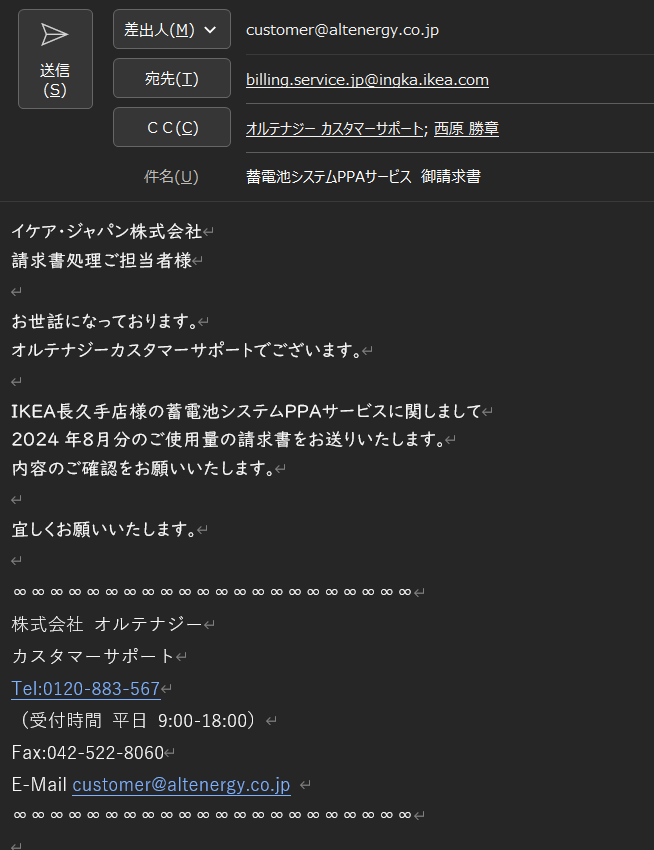 送信
(S)
差出人(M)
customer@altenergy.co.jp
宛先(T)
billing.service.jp@ingka.ikea.com
ＣＣ(C)
オルテナジー カスタマーサポート; 西原 勝章
件名(U)
蓄電池システムPPAサービス　御請求書
イケア・ジャパン株式会社↵
請求書処理ご担当者様↵
↵
お世話になっております。↵
オルテナジーカスタマーサポートでございます。↵
↵
IKEA長久手店様の蓄電池システムPPAサービスに関しまして↵
2024 年8月分のご使用量の請求書をお送りいたします。↵
内容のご確認をお願いいたします。↵
↵
宜しくお願いいたします。↵
↵
∞∞∞∞∞∞∞∞∞∞∞∞∞∞∞∞∞∞∞∞∞∞↵
株式会社 オルテナジー↵
カスタマーサポート↵
Tel:0120-883-567↵
（受付時間 平日 9:00-18:00）↵
Fax:042-522-8060↵
E-Mail customer@altenergy.co.jp ↵
∞∞∞∞∞∞∞∞∞∞∞∞∞∞∞∞∞∞∞∞∞∞↵
↵